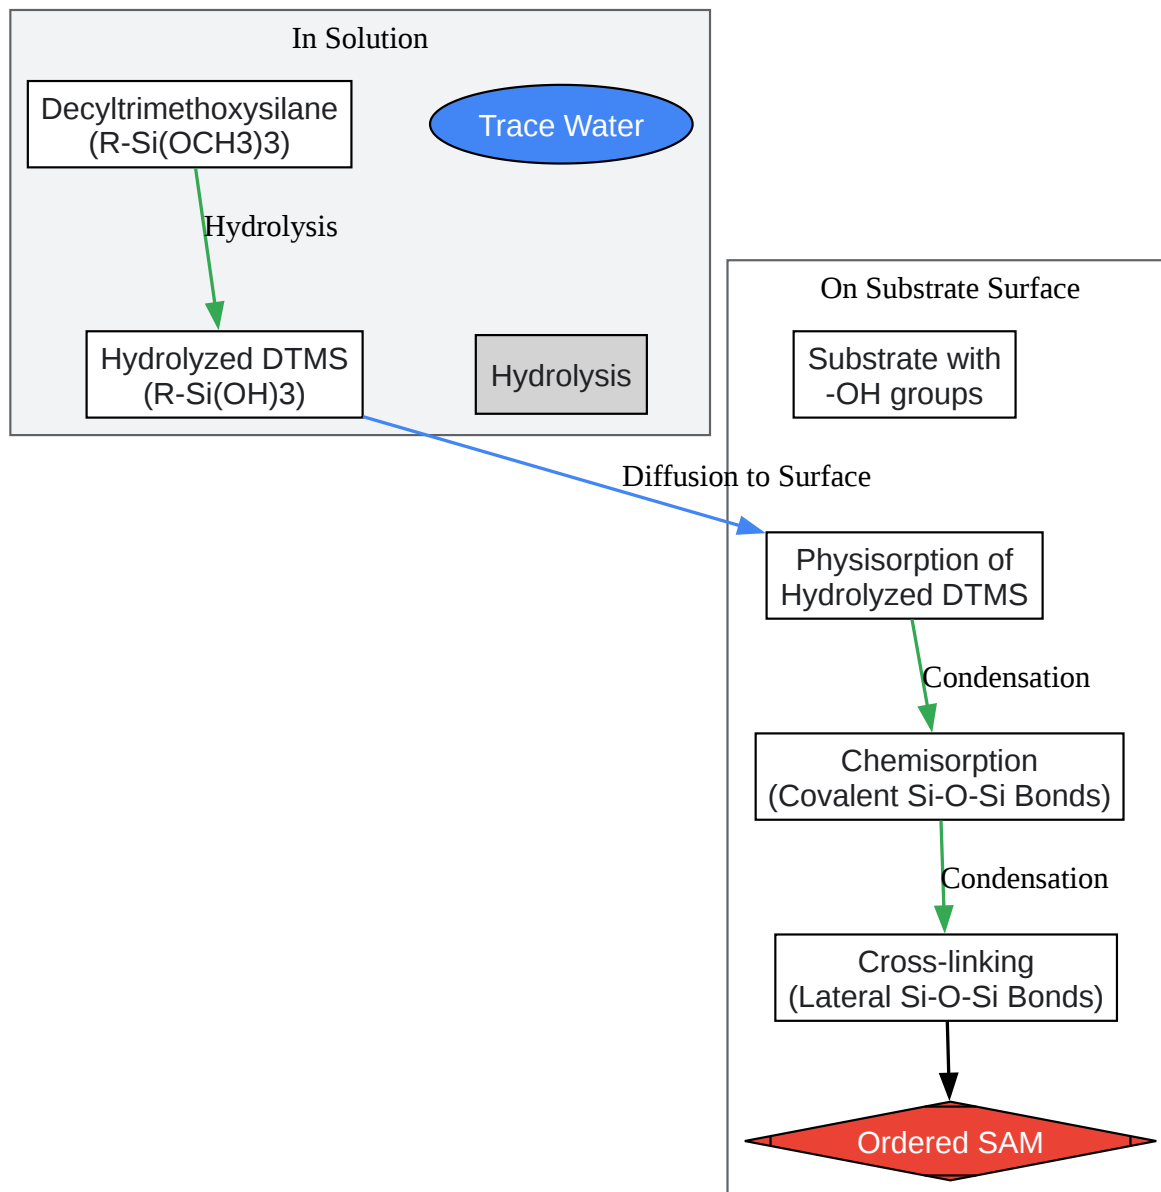 In Solution
Decyltrimethoxysilane
(R-Si(OCH3)3)
Trace Water
Hydrolysis
Hydrolyzed DTMS
(R-Si(OH)3)
Hydrolysis
On Substrate Surface
Substrate with
-OH groups
Diffusion to Surface
Physisorption of
Hydrolyzed DTMS
Condensation
Chemisorption
(Covalent Si-O-Si Bonds)
Condensation
Cross-linking
(Lateral Si-O-Si Bonds)
Ordered SAM